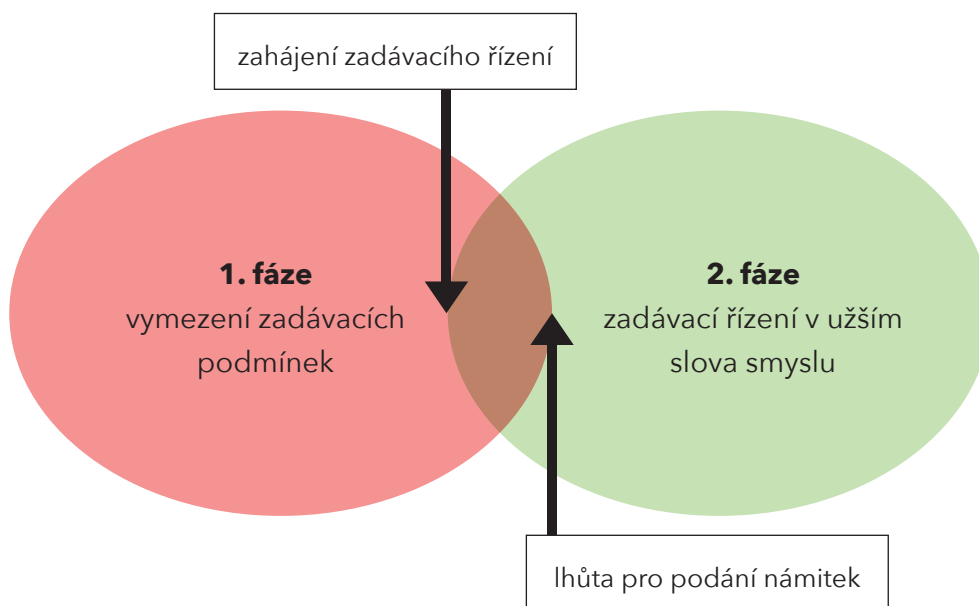 zahájení zadávacího řízení
1. fáze
vymezení zadávacích
podmínek
2. fáze
zadávací řízení v užším
slova smyslu
lhůta pro podání námitek